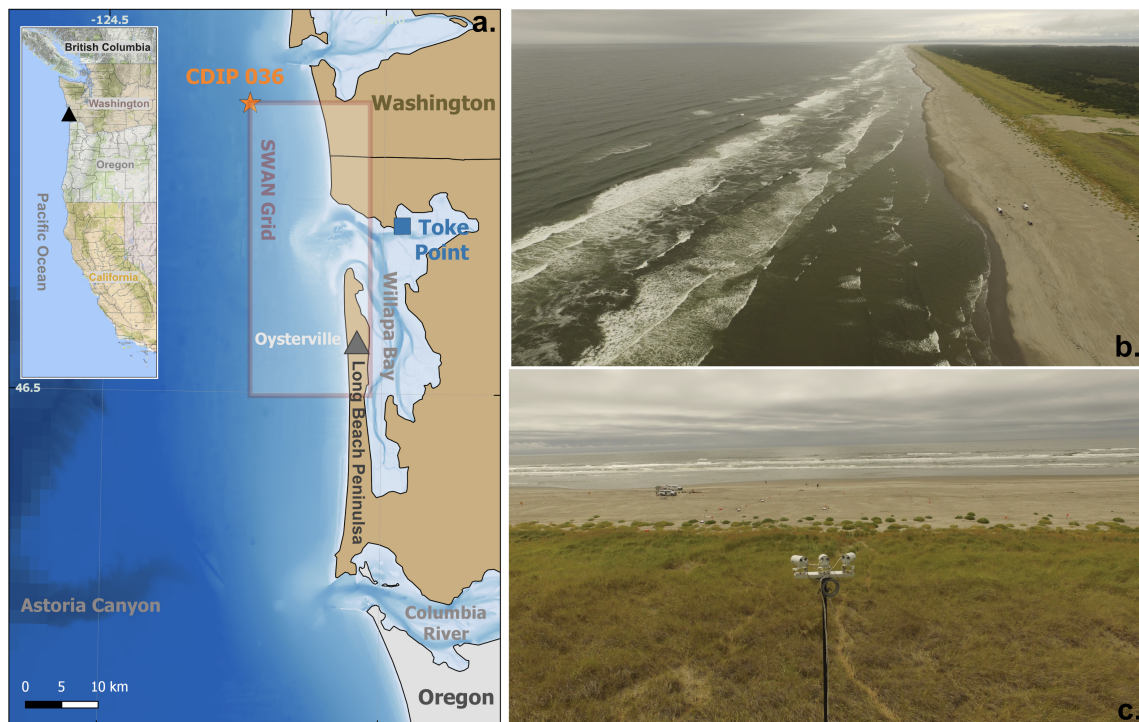 -124.5
a.
British Columbia
CDIP 036
Washington
Washington
Oregon
SWAN Grid
Pacific Ocean
Toke
Point
California
Willapa Bay
Oysterville
46.5
Long Beach Peninulsa
Astoria Canyon
Columbia
River
0 5 10 km
Oregon
b.
c.